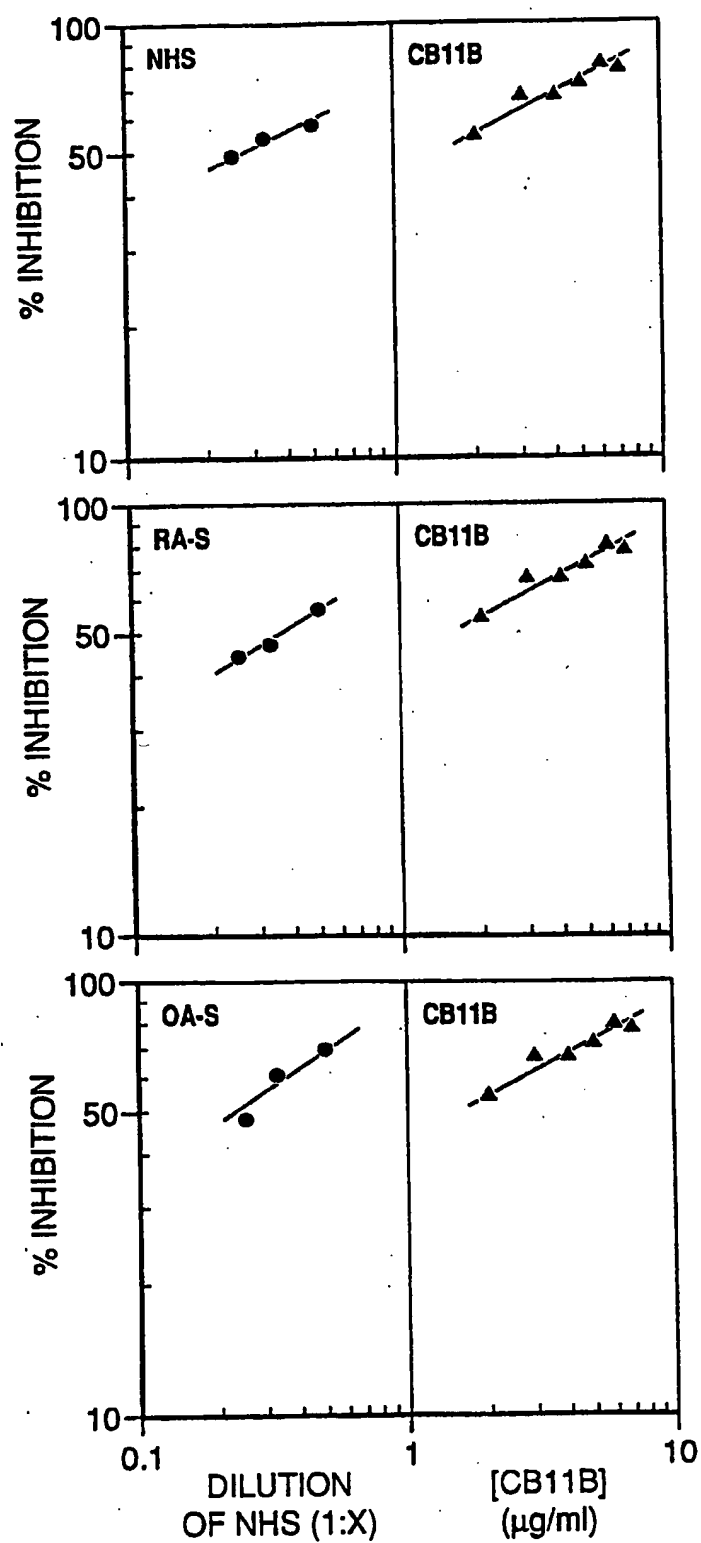 100
NHS
CB11B
50
% INHIBITION
10
100
RA-S
CB11B
50
% INHIBITION
10
100
OA-S
CB11B
50
% INHIBITION
10
0.1
1
10
DILUTION
OF NHS (1:X)
[CB11B]
(μg/ml)